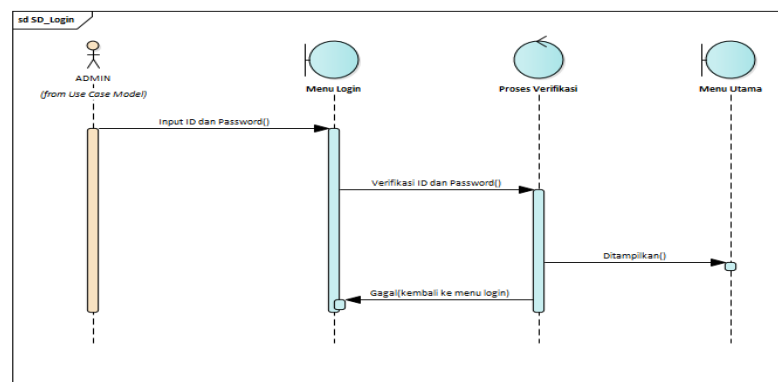 sd SD_Login
ADMIN
(from Use Case Model)
Menu Login
Proses Verifikasi
Menu Utama
Input ID dan Password()
Verifikasi ID dan Password()
Ditampilkan()
Gagal(kembali ke menu login)